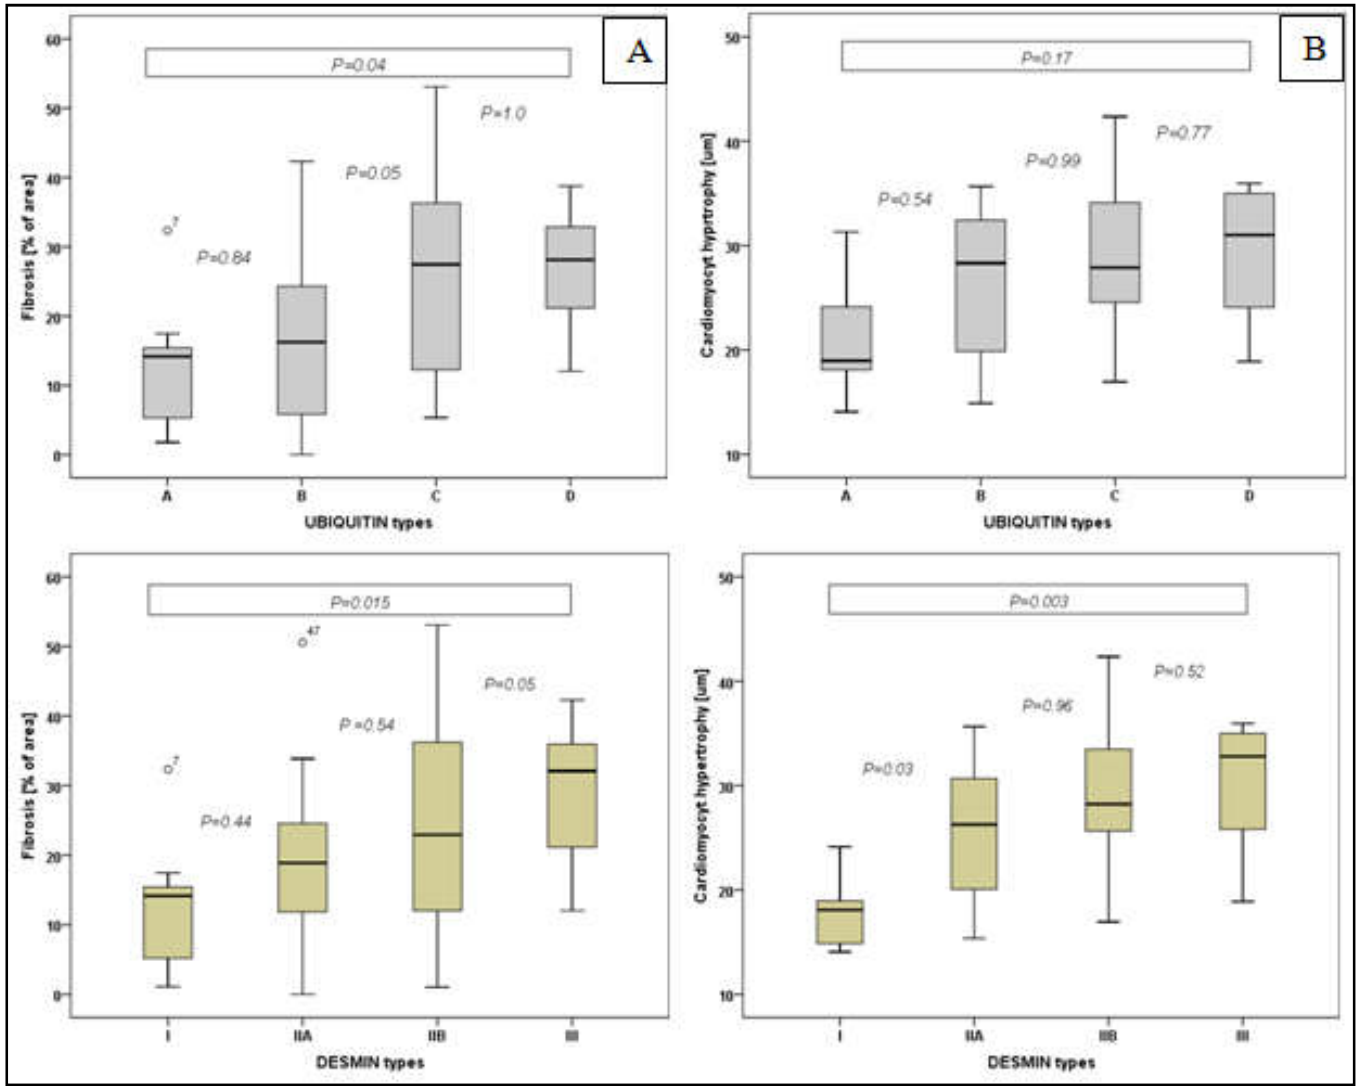 A
P=0.04
P=1.0
P=0.05
P=0.84
7
Fibrosis [% of area]
60
50
40
30
20
10
0
A B C D
UBIQUITIN types
B
P=0.17
P=0.77
P=0.99
P=0.54
Cardiomyocyt hyprtrophy [um]
50
40
30
20
10
A B C D
UBIQUITIN types
P=0.015
47
P=0.05
P =0.54
7
P=0.44
Fibrosis [% of area]
60
50
40
30
20
10
0
I IIA IIB III
DESMIN types
P=0.003
P=0.52
P=0.96
P=0.03
Cardiomyocyt hypertrophy [um]
50
40
30
20
10
I IIA IIB III
DESMIN types